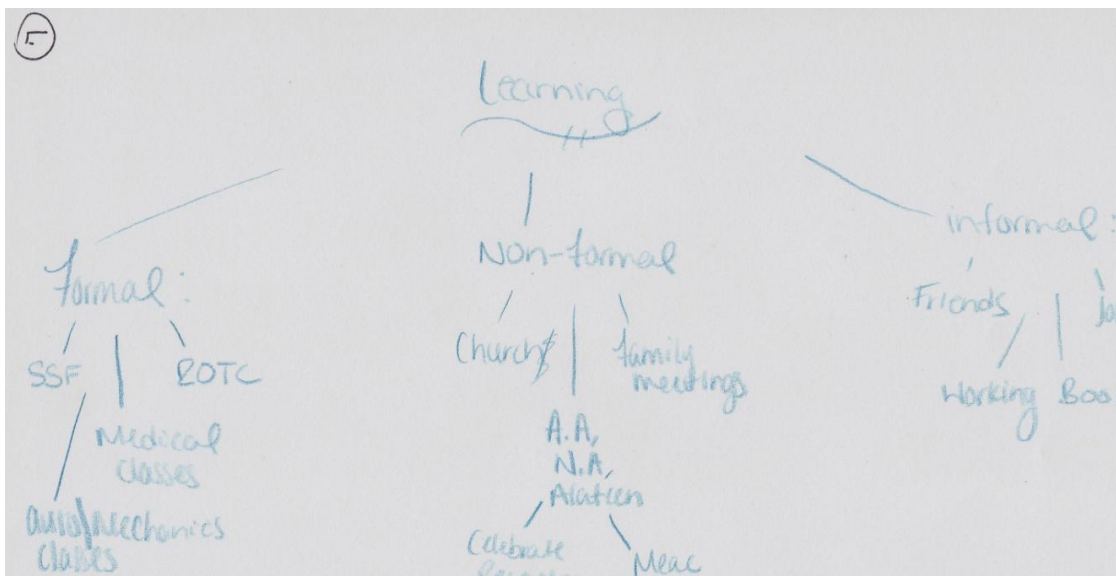 5
Learning
Formal:
Non-formal
informal:
SSF
ROTC
Church
family
meetings
Friends
Medical
classes
A.A,
N.A,
Alateen
Working
auto/mechanics
classes
Celebrate